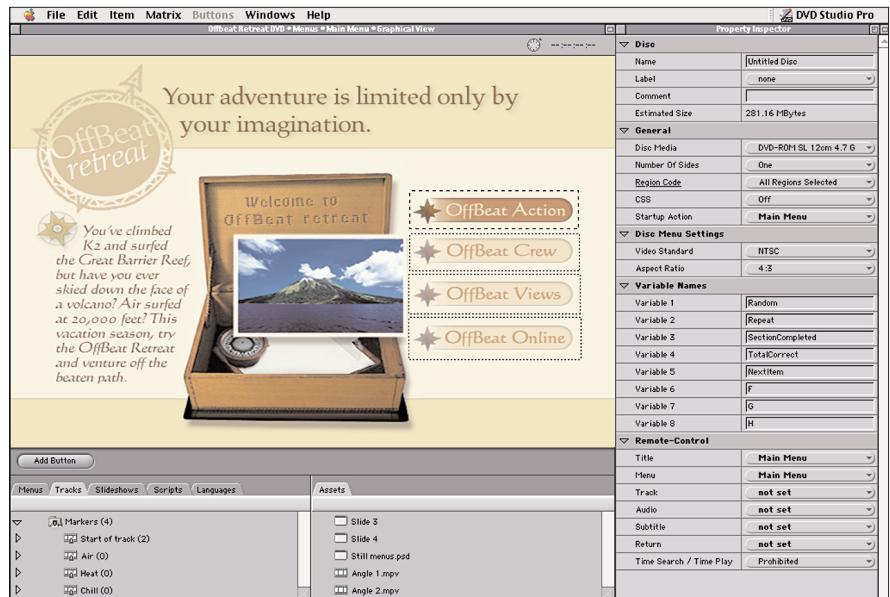 File Edit Item Matrix Buttons Windows Help
DVD Studio Pro
Offbeat Retreat DVD • Menus • Main Menu • Graphical View
--:--:--:--
Your adventure is limited only by
your imagination.
OffBeat
retreat
Welcome to
OffBeat retreat
You've climbed
K2 and surfed
the Great Barrier Reef,
but have you ever
skied down the face of
a volcano? Air surfed
at 20,000 feet? This
vacation season, try
the OffBeat Retreat
and venture off the
beaten path.
OffBeat Action
OffBeat Crew
OffBeat Views
OffBeat Online
Add Button
Menus Tracks Slideshows Scripts Languages
Markers (4)
Start of track (2)
Air (0)
Heat (0)
Chill (0)
Assets
Slide 3
Slide 4
Still menus.psd
Angle 1.mpv
Angle 2.mpv
Property Inspector
Disc
Name Untitled Disc
Label none
Comment
Estimated Size 281.16 MBytes
General
Disc Media DVD-ROM SL 12cm 4.7 G
Number Of Sides One
Region Code All Regions Selected
CSS Off
Startup Action Main Menu
Disc Menu Settings
Video Standard NTSC
Aspect Ratio 4:3
Variable Names
Variable 1 Random
Variable 2 Repeat
Variable 3 SectionCompleted
Variable 4 TotalCorrect
Variable 5 NextItem
Variable 6 F
Variable 7 G
Variable 8 H
Remote-Control
Title Main Menu
Menu Main Menu
Track not set
Audio not set
Subtitle not set
Return not set
Time Search / Time Play Prohibited